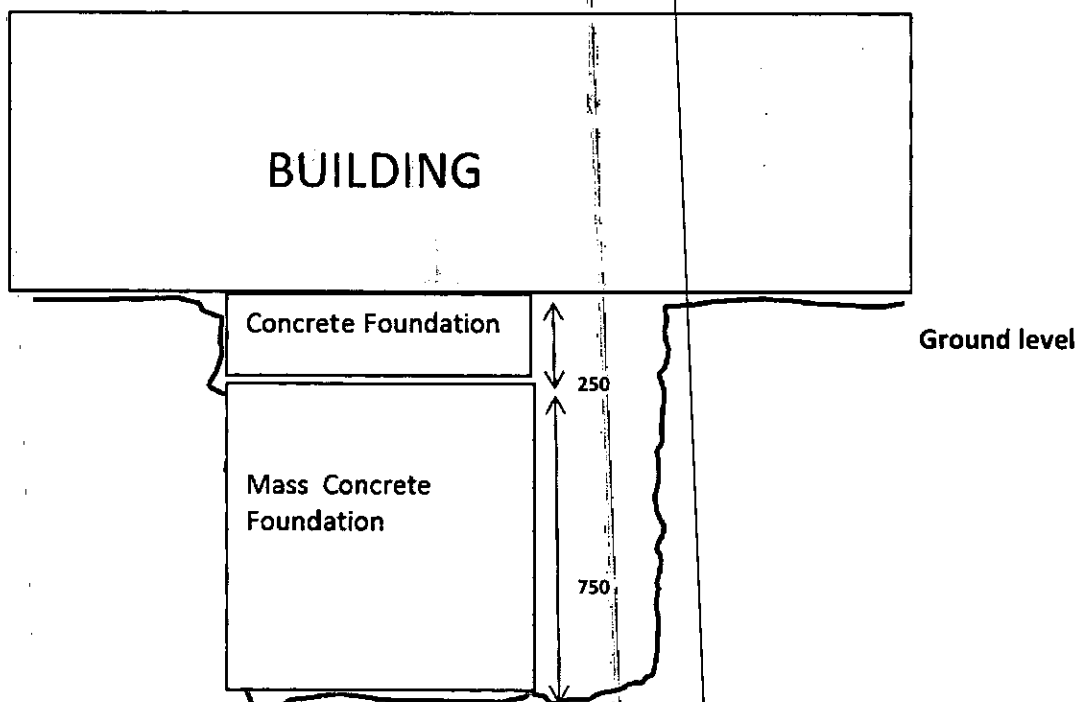 BUILDING
Concrete Foundation
Ground level
250
Mass Concrete
Foundation
750